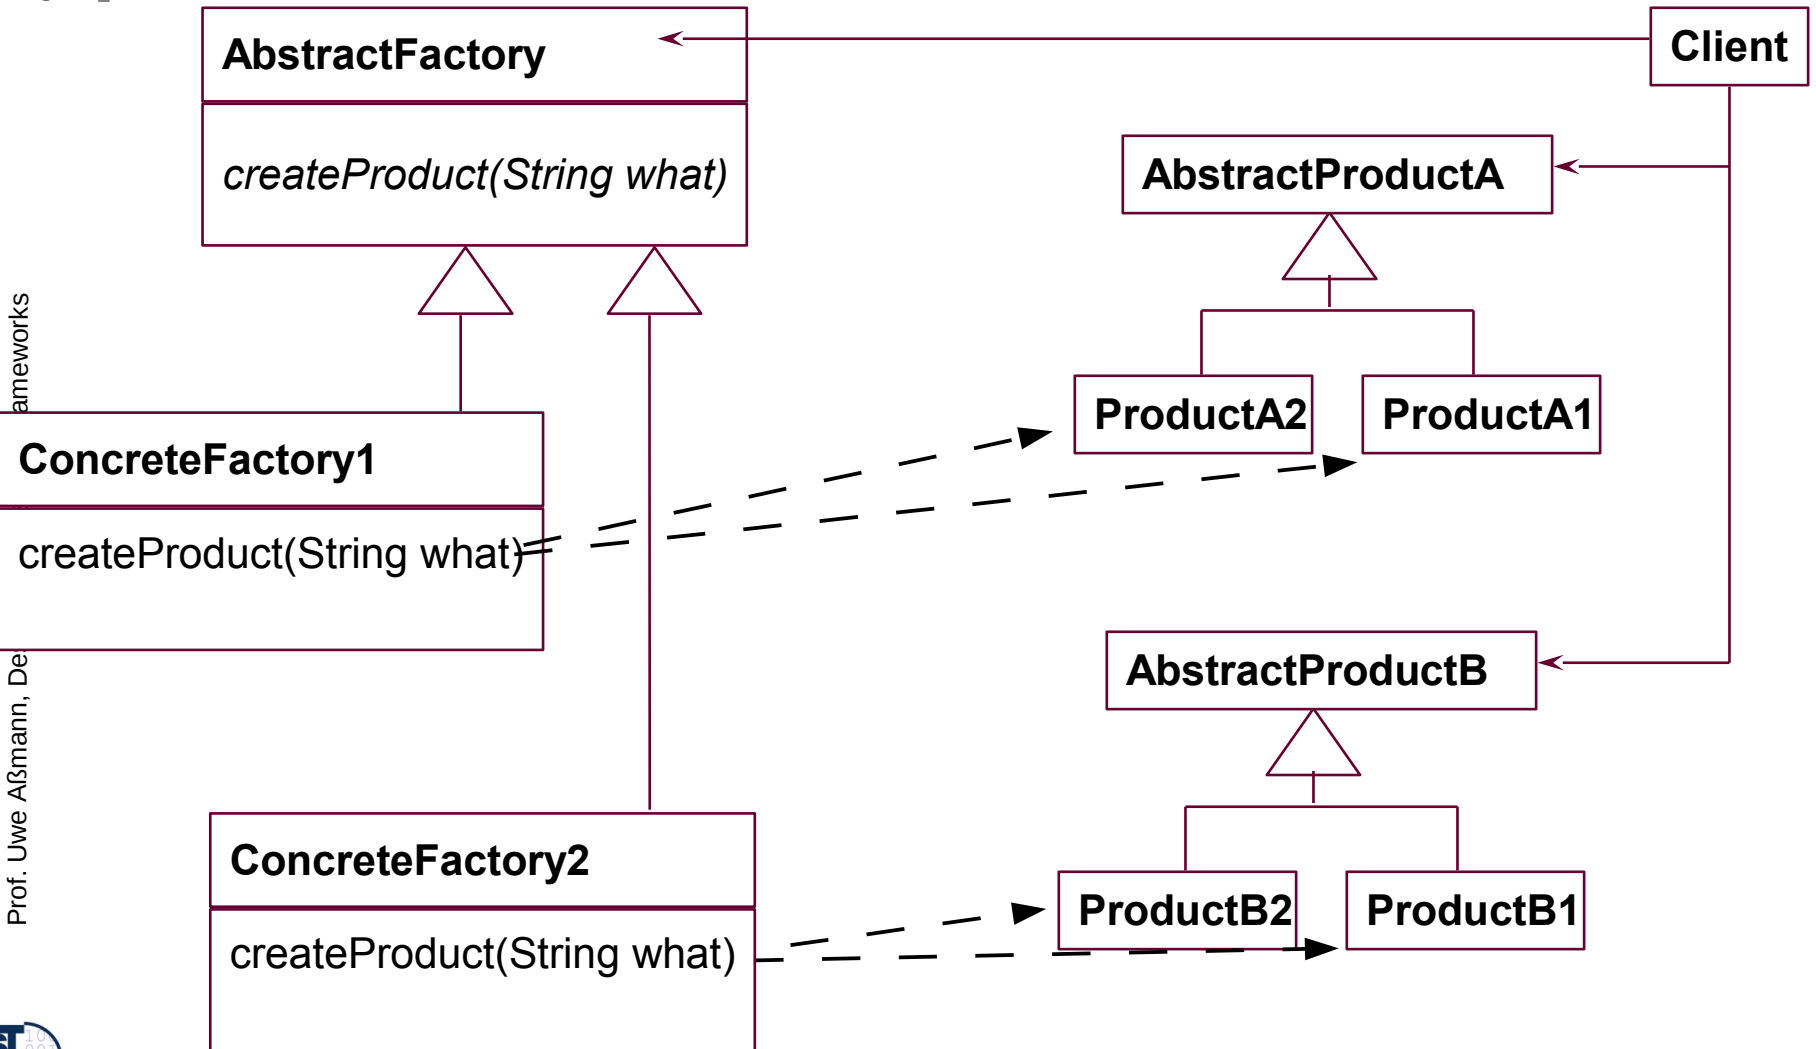 AbstractFactory
Client
createProduct(String what)
AbstractProductA
ProductA2
ProductA1
ConcreteFactory1
createProduct(String what)
AbstractProductB
ConcreteFactory2
ProductB2
ProductB1
createProduct(String what)
Prof. Uwe Aßmann, De
ameworks